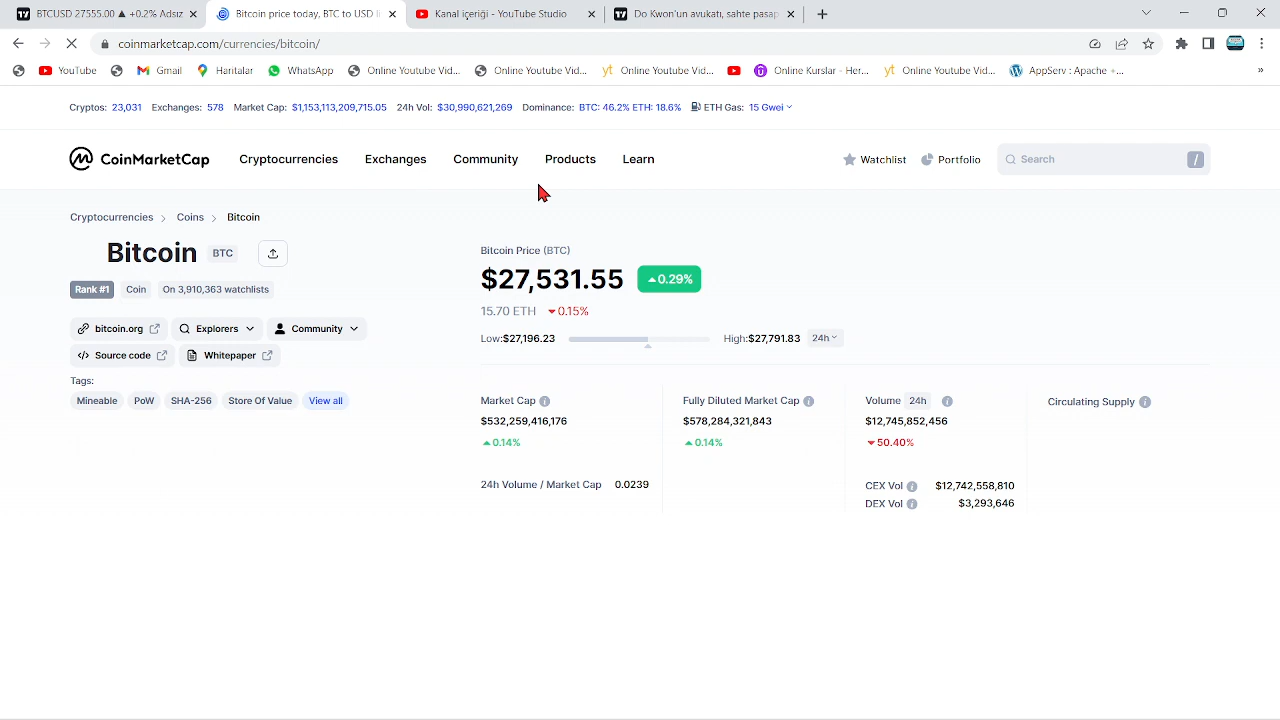 BTCUSD 27555.00 ▲ +0.2% Adsız
Bitcoin price today, BTC to USD li
Kanal içeriği - YouTube Studio
Do Kwon'un avukatı, sahte pasap
coinmarketcap.com/currencies/bitcoin/
YouTube
Gmail
Haritalar
WhatsApp
Online Youtube Vid...
Online Youtube Vid...
Online Youtube Vid...
Online Kurslar - Her...
Online Youtube Vid...
AppServ : Apache +...
»
Cryptos: 23,031 Exchanges: 578 Market Cap: $1,153,113,209,715.05 24h Vol: $30,990,621,269 Dominance: BTC: 46.2% ETH: 18.6% ETH Gas: 15 Gwei
CoinMarketCap
Cryptocurrencies Exchanges Community Products Learn
Watchlist Portfolio
Search /
Cryptocurrencies > Coins > Bitcoin
Bitcoin BTC
Rank #1 Coin On 3,910,363 watchlists
bitcoin.org Explorers Community
</> Source code Whitepaper
Tags:
Mineable PoW SHA-256 Store Of Value View all
Bitcoin Price (BTC)
$27,531.55 ▲0.29%
15.70 ETH ▼0.15%
Low:$27,196.23 High:$27,791.83 24h
Market Cap
$532,259,416,176
▲0.14%
24h Volume / Market Cap 0.0239
Fully Diluted Market Cap
$578,284,321,843
▲0.14%
Volume 24h
$12,745,852,456
▼50.40%
CEX Vol $12,742,558,810
DEX Vol $3,293,646
Circulating Supply